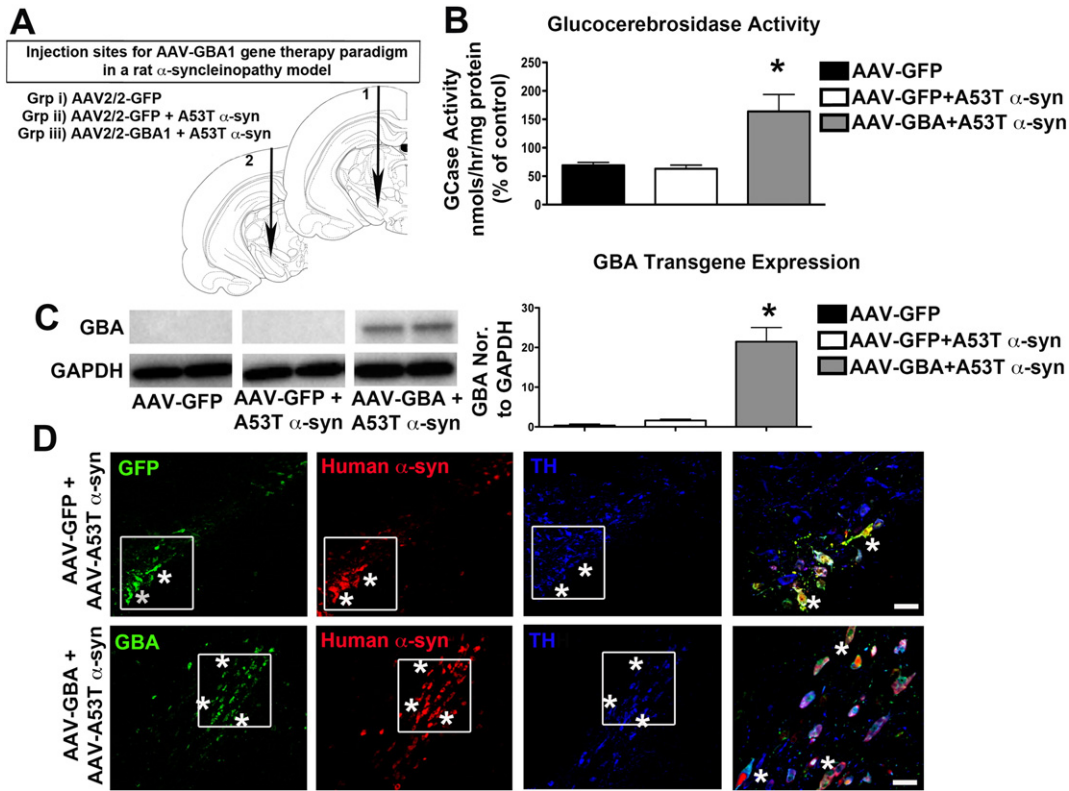 A
Injection sites for AAV-GBA1 gene therapy paradigm
in a rat α-syncleinopathy model
Grp i) AAV2/2-GFP
Grp ii) AAV2/2-GFP + A53T α-syn
Grp iii) AAV2/2-GBA1 + A53T α-syn
1
2
B
Glucocerebrosidase Activity
GCase Activity
nmols/hr/mg protein
(% of control)
250
200
150
100
50
0
*
AAV-GFP
AAV-GFP+A53T α-syn
AAV-GBA+A53T α-syn
C
GBA
GAPDH
AAV-GFP
AAV-GFP +
A53T α-syn
AAV-GBA +
A53T α-syn
GBA Transgene Expression
GBA Nor.
to GAPDH
30
20
10
0
*
AAV-GFP
AAV-GFP+A53T α-syn
AAV-GBA+A53T α-syn
D
AAV-GFP +
AAV-A53T α-syn
GFP
*
*
Human α-syn
*
*
TH
*
*
*
*
AAV-GBA +
AAV-A53T α-syn
GBA
*
*
*
Human α-syn
*
*
*
TH
*
*
*
*
*
*